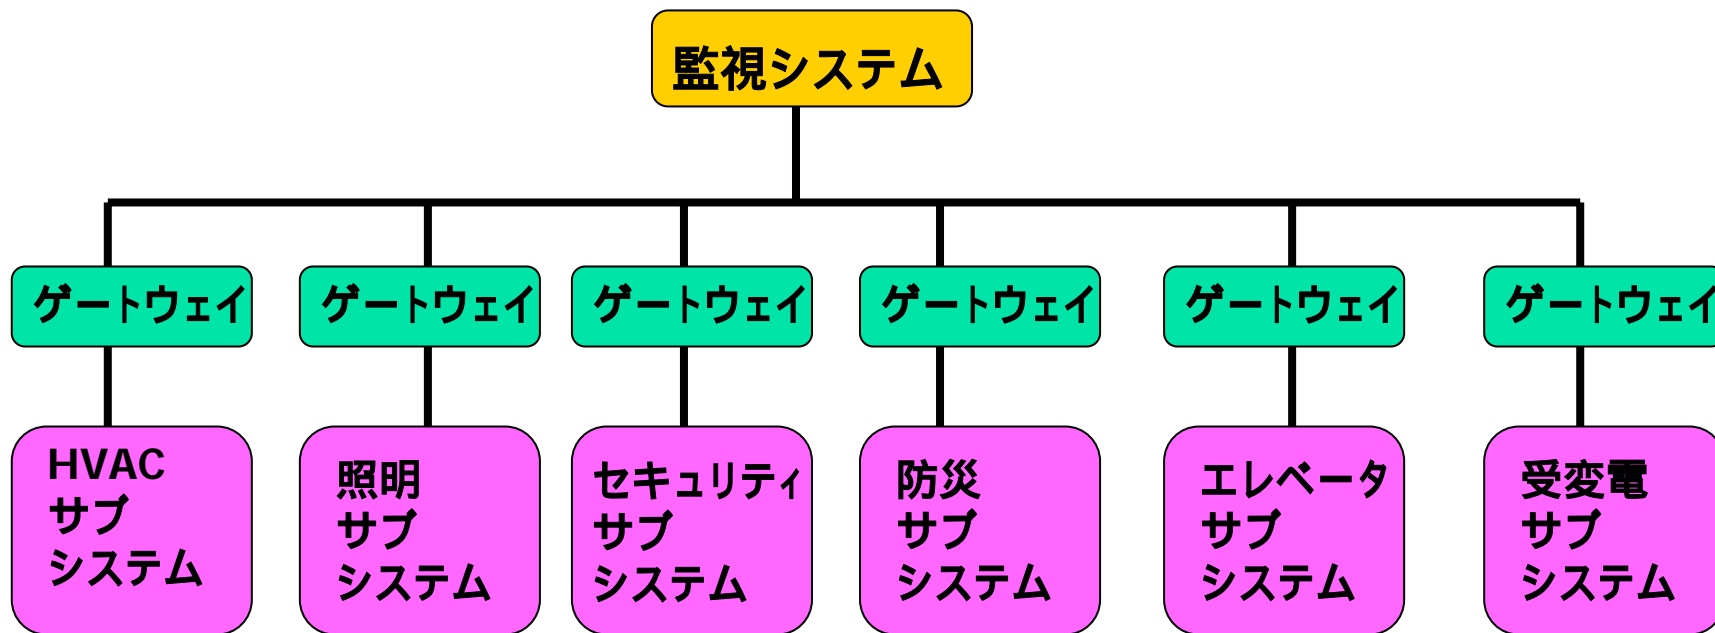 監視システム
ゲートウェイ
ゲートウェイ
ゲートウェイ
ゲートウェイ
ゲートウェイ
ゲートウェイ
HVAC
サブ
システム
照明
サブ
システム
セキュリティ
サブ
システム
防災
サブ
システム
エレベータ
サブ
システム
受変電
サブ
システム